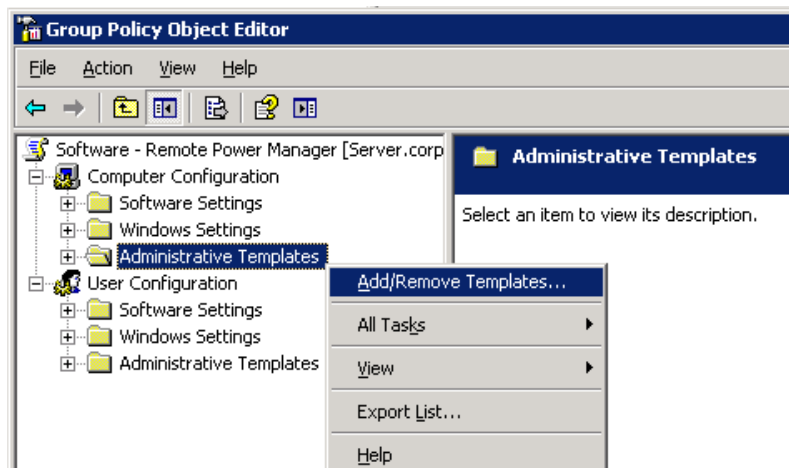 Group Policy Object Editor
File Action View Help
Software - Remote Power Manager [Server.corp
Computer Configuration
Software Settings
Windows Settings
Administrative Templates
User Configuration
Software Settings
Windows Settings
Administrative Templates
Administrative Templates
Select an item to view its description.
Add/Remove Templates...
All Tasks
View
Export List...
Help